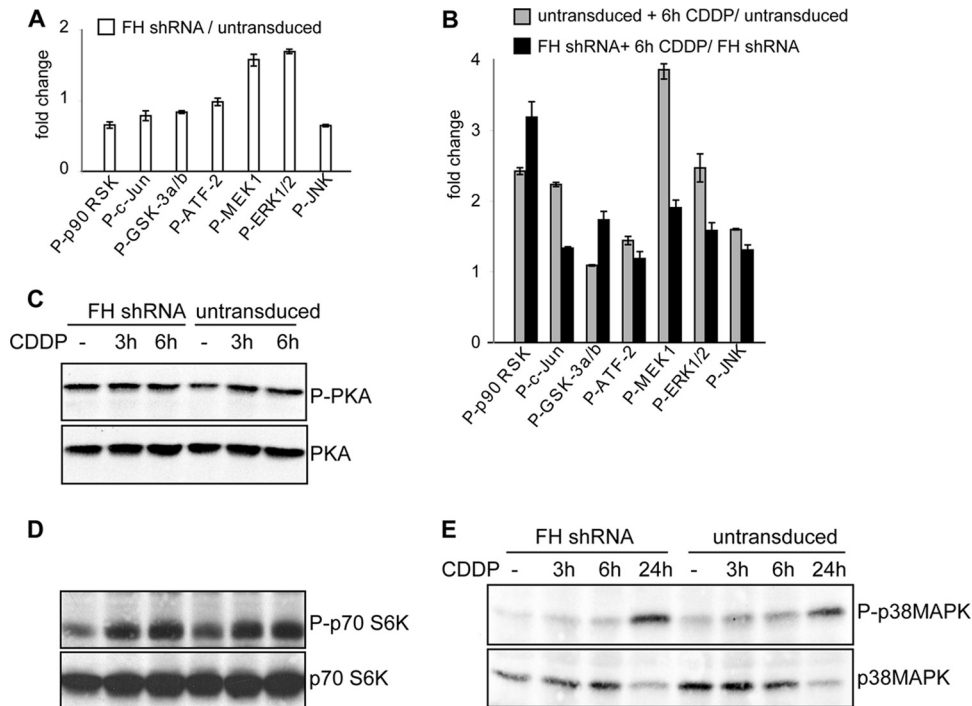 A
FH shRNA / untransduced
fold change
2
1
0
P-p90 RSK
P-c-Jun
P-GSK-3a/b
P-ATF-2
P-MEK1
P-ERK1/2
P-JNK
B
untransduced + 6h CDDP/ untransduced
FH shRNA+ 6h CDDP/ FH shRNA
fold change
4
3
2
1
0
P-p90 RSK
P-c-Jun
P-GSK-3a/b
P-ATF-2
P-MEK1
P-ERK1/2
P-JNK
C
FH shRNA untransduced
CDDP - 3h 6h - 3h 6h
P-PKA
PKA
D
P-p70 S6K
p70 S6K
E
FH shRNA untransduced
CDDP - 3h 6h 24h - 3h 6h 24h
P-p38MAPK
p38MAPK